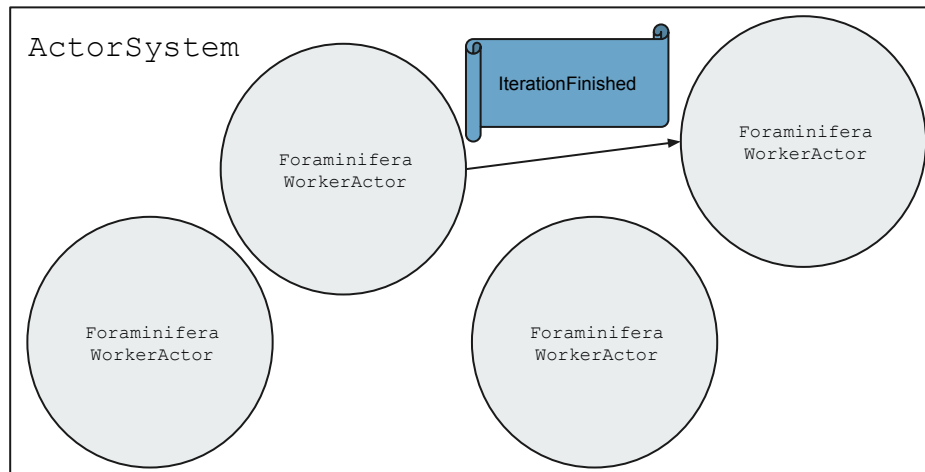 ActorSystem
IterationFinished
Foraminifera
WorkerActor
Foraminifera
WorkerActor
Foraminifera
WorkerActor
Foraminifera
WorkerActor